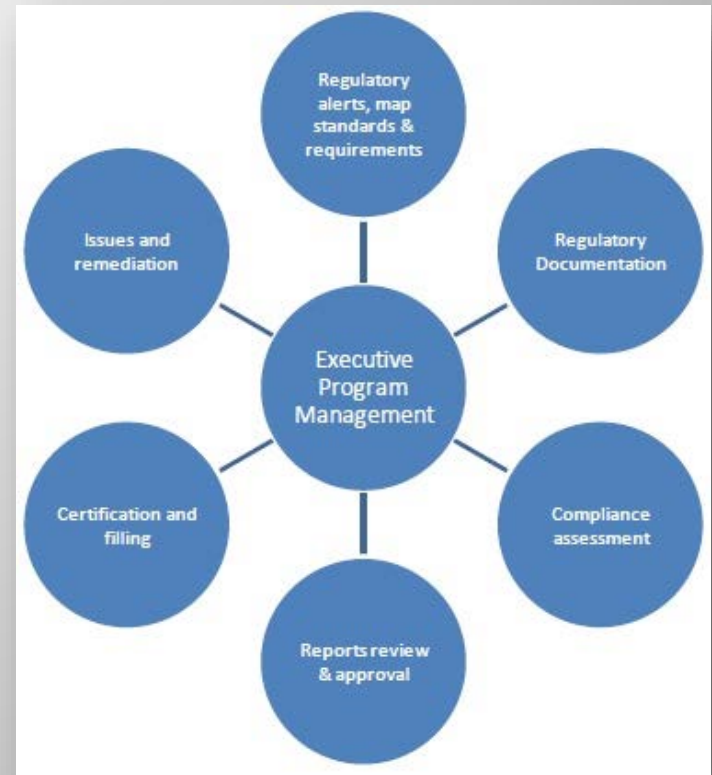 Regulatory
alerts, map
standards &
requirements
Issues and
remediation
Regulatory
Documentation
Executive
Program
Management
Certification and
filling
Compliance
assessment
Reports review
& approval